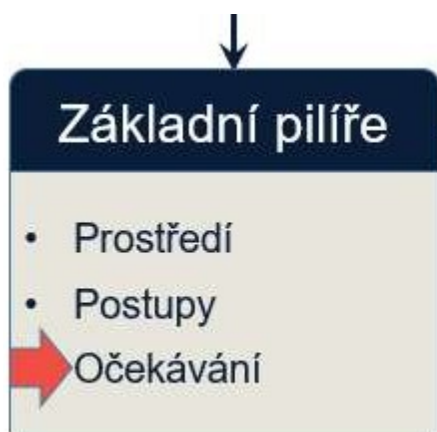 Základní pilíře
• Prostředí
• Postupy
Očekávání